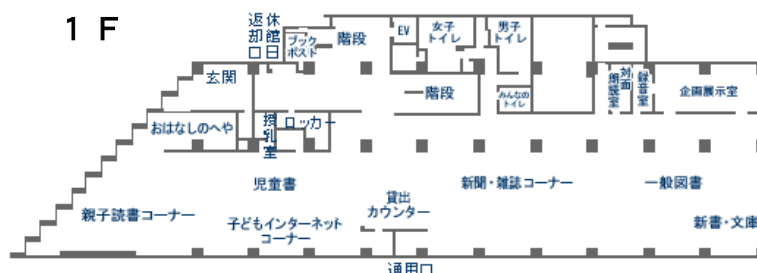 1 F
休館日
返却口
ブック
ポスト
階段
EV
女子
トイレ
男子
トイレ
玄関
階段
みんなの
トイレ
対面
朗読室
録音室
企画展示室
おはなしのへや
授乳室
ロッカー
児童書
新聞・雑誌コーナー
一般図書
親子読書コーナー
子どもインターネット
コーナー
貸出
カウンター
新書・文庫
通用口